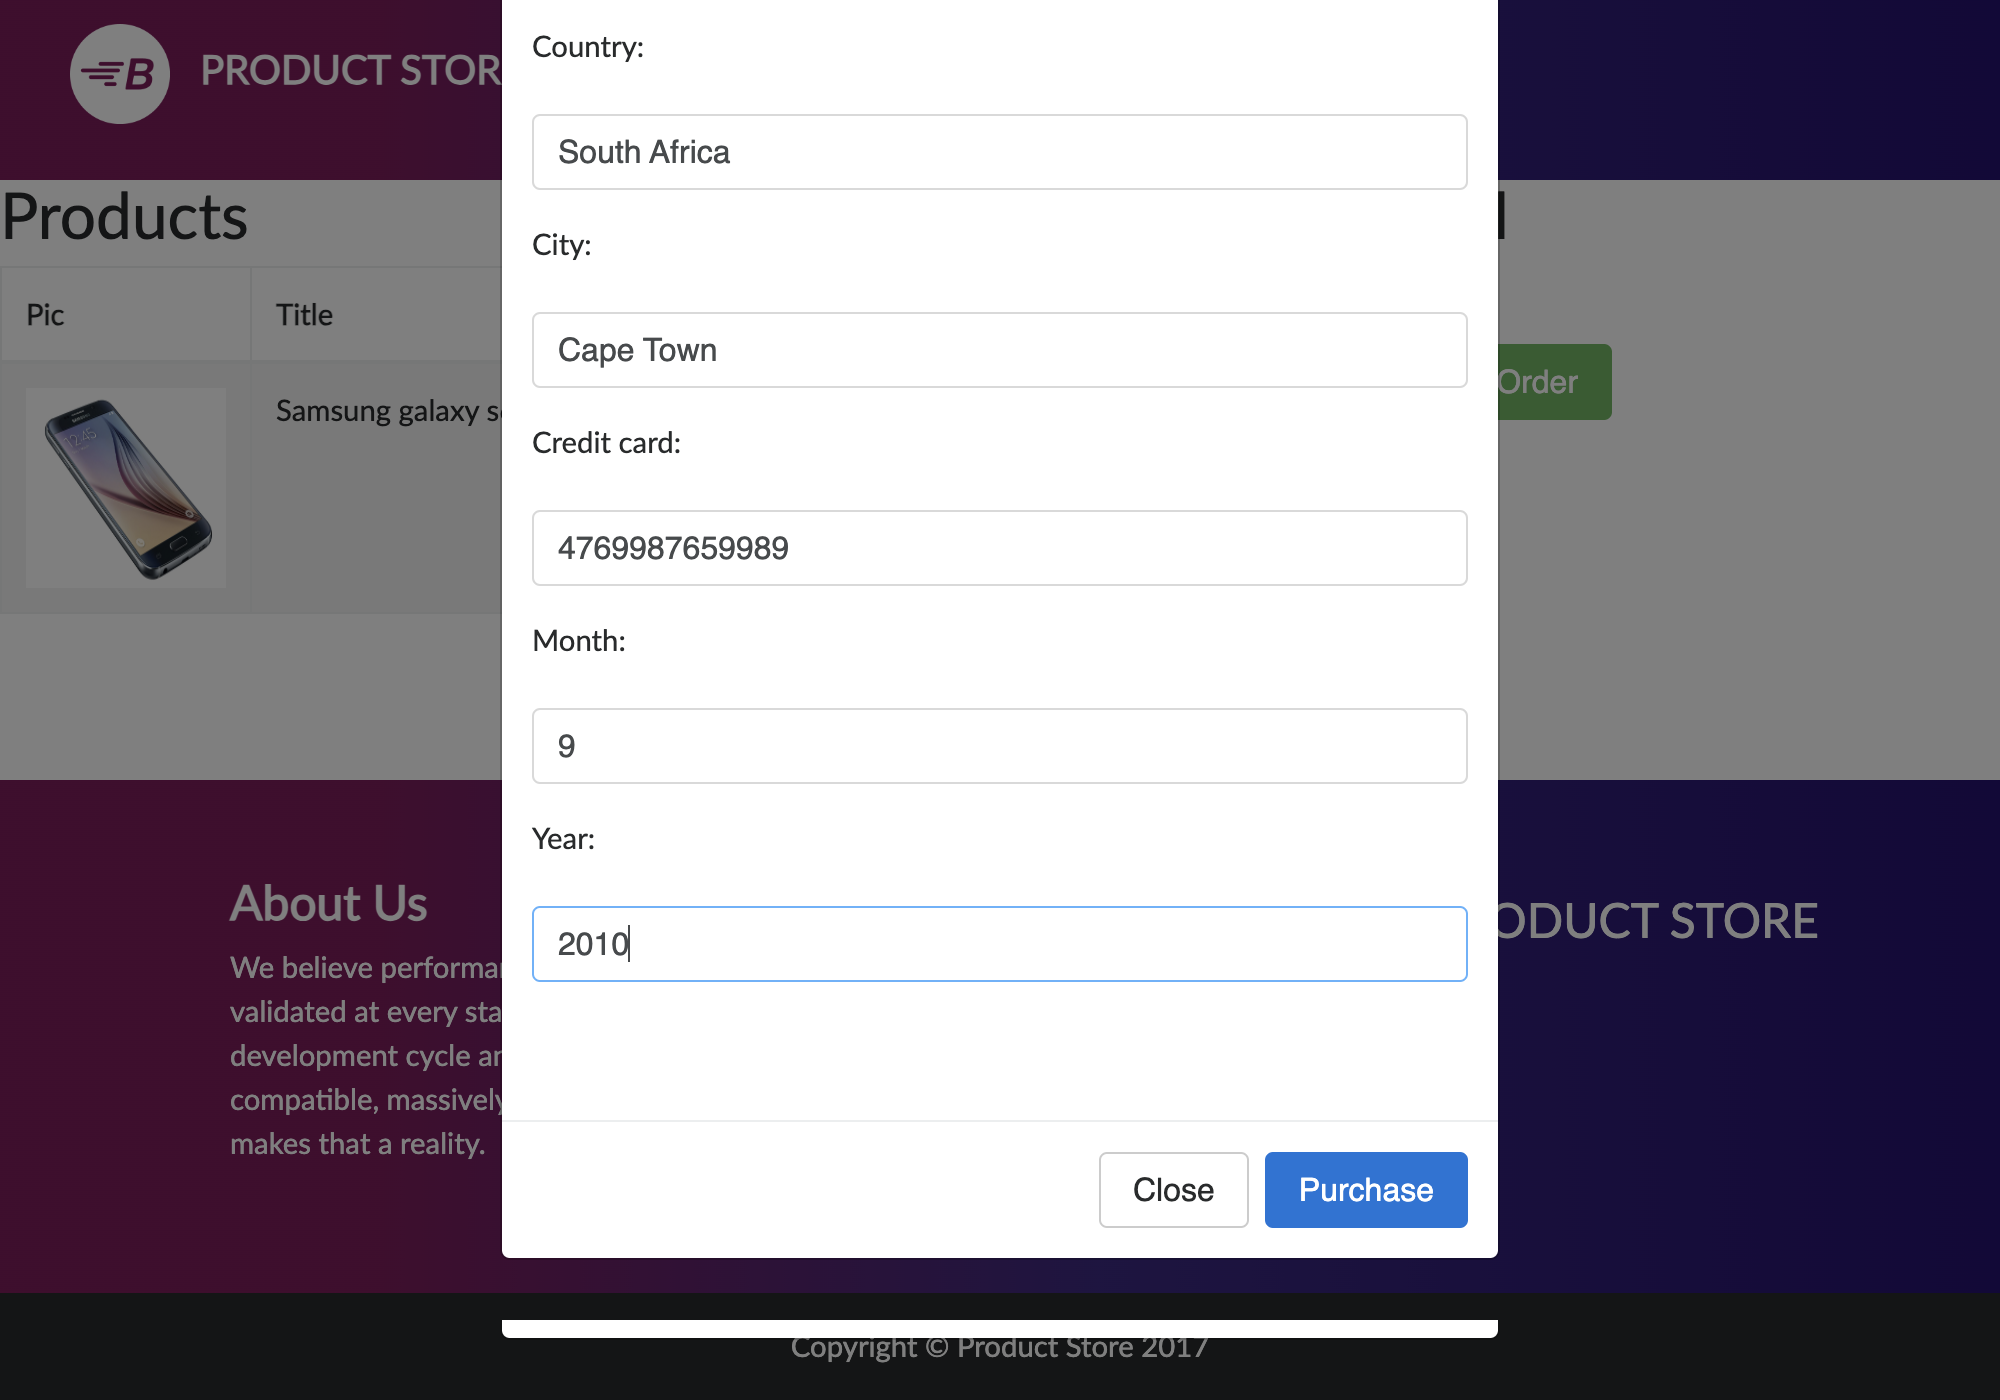 B
PRODUCT STOR
Country:
South Africa
Products
City:
Pic
Title
Cape Town
Order
Samsung galaxy s
Credit card:
12:45
4769987659989
Month:
9
Year:
2010
About Us
ODUCT STORE
We believe performa
validated at every sta
development cycle ar
compatible, massively
makes that a reality.
Close
Purchase
Copyright © Product Store 2017